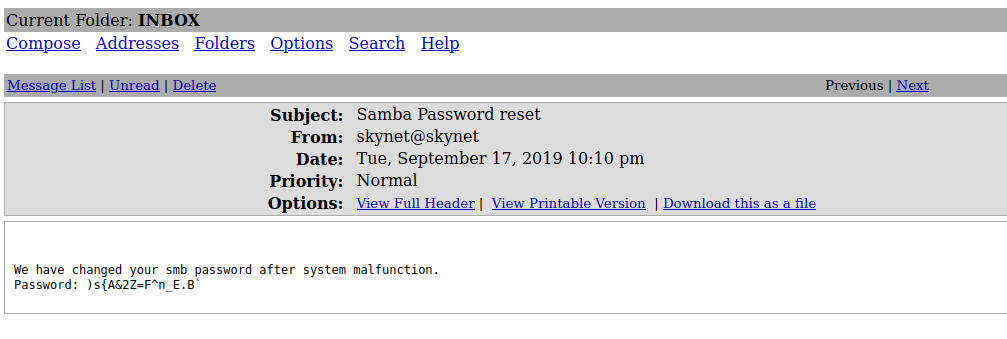 Current Folder: INBOX
Compose Addresses Folders Options Search Help
Message List | Unread | Delete Previous | Next
Subject: Samba Password reset
From: skynet@skynet
Date: Tue, September 17, 2019 10:10 pm
Priority: Normal
Options: View Full Header | View Printable Version | Download this as a file
We have changed your smb password after system malfunction.
Password: )s{A&2Z=F^n_E.B`